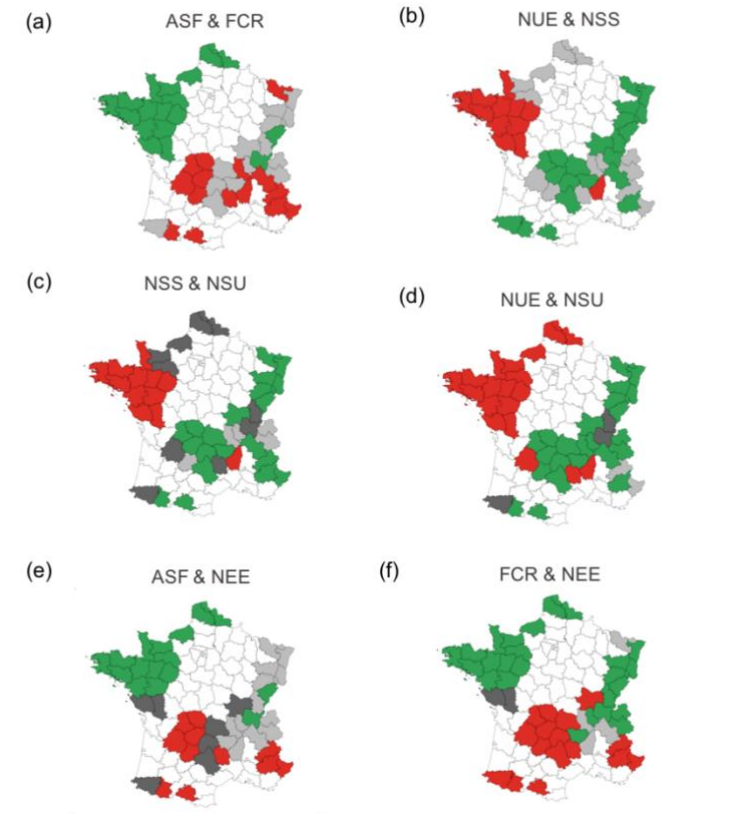 (a) ASF & FCR
(b) NUE & NSS
(c) NSS & NSU
(d) NUE & NSU
(e) ASF & NEE
(f) FCR & NEE